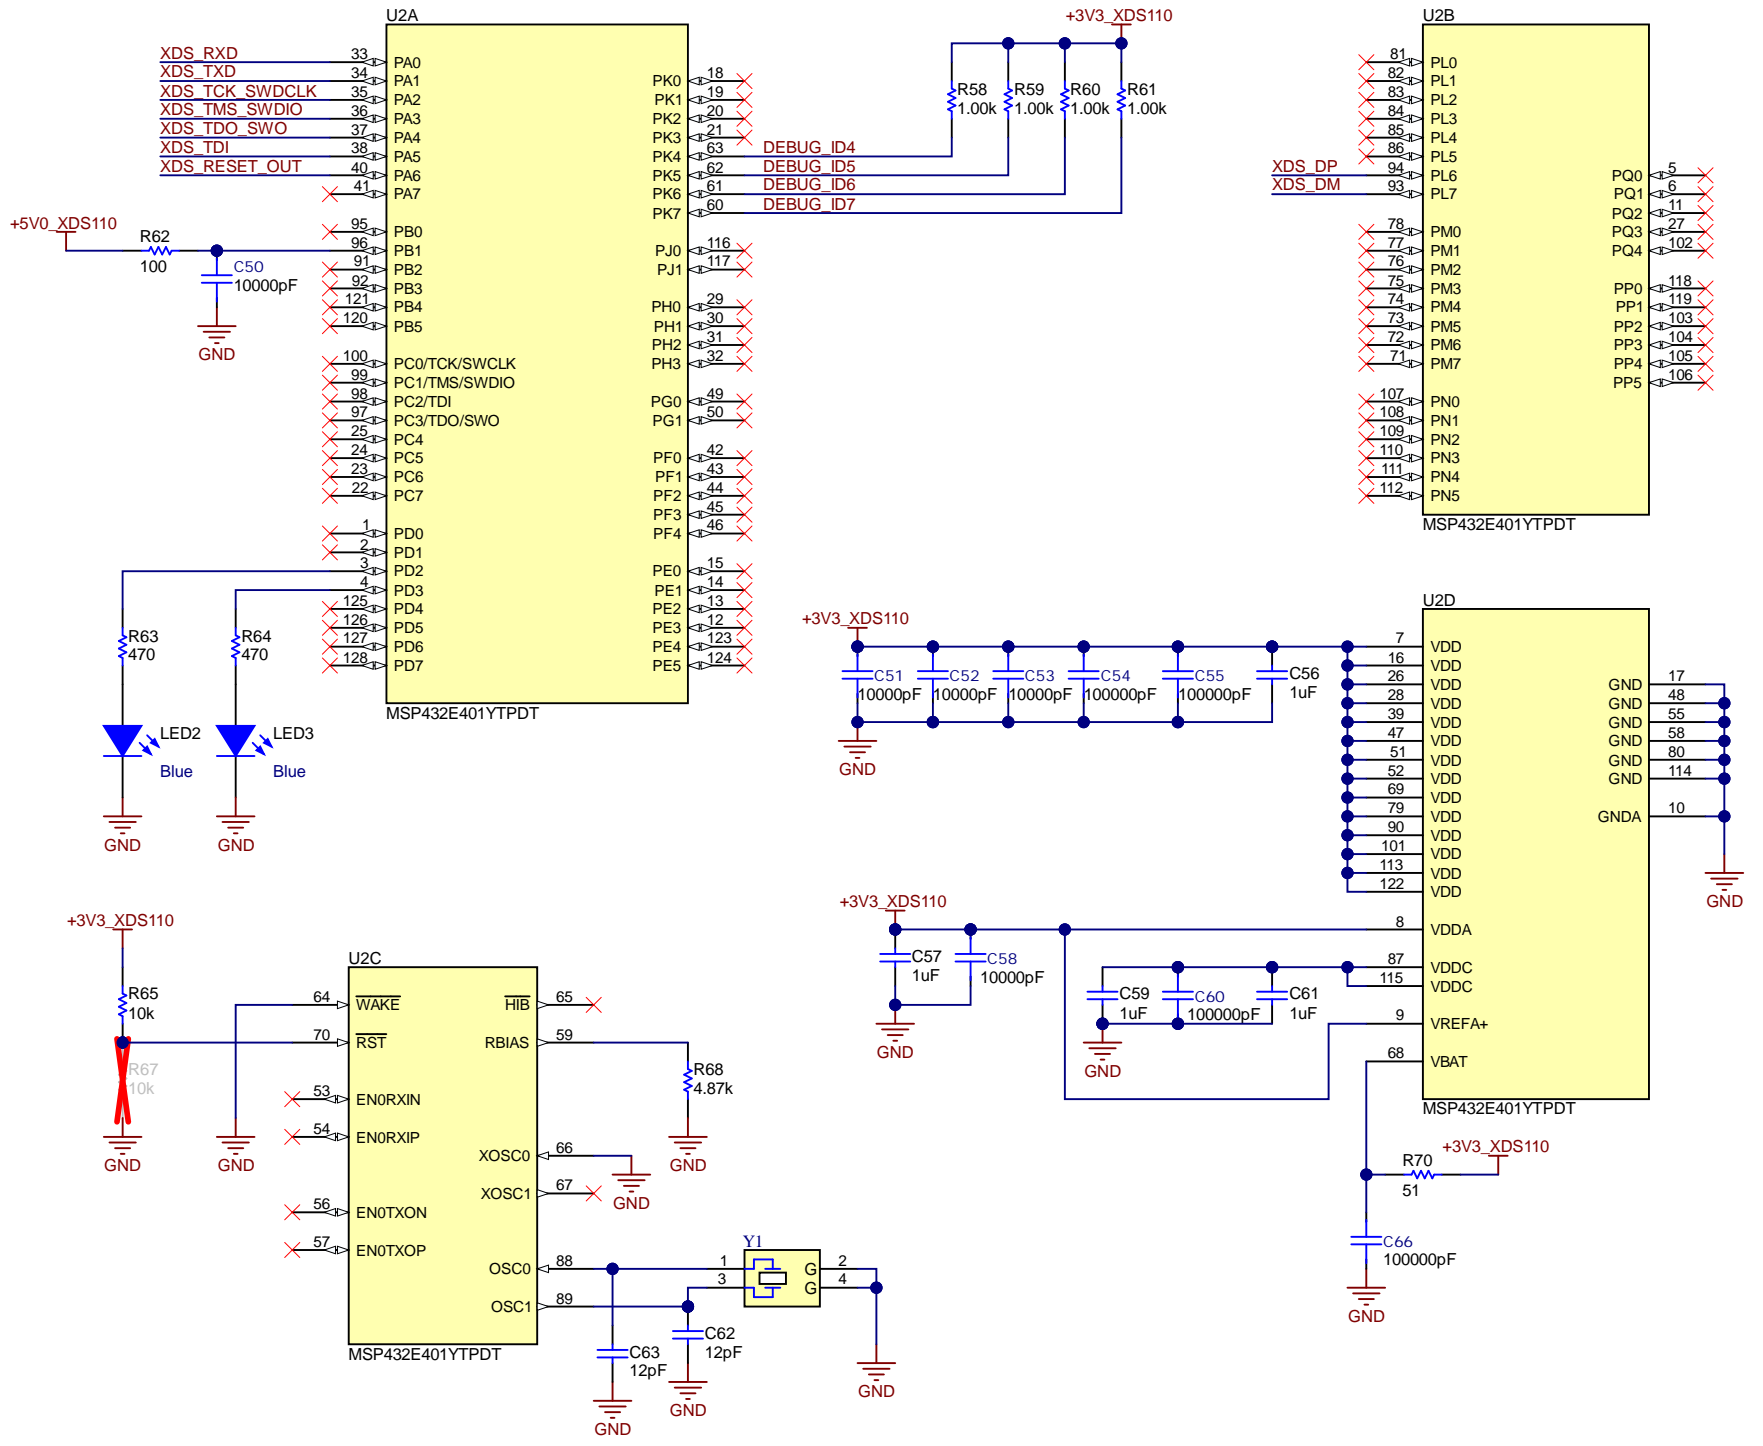 U2A
XDS_RXD 33 PA0
XDS_TXD 34 PA1
XDS_TCK_SWDCLK 35 PA2
XDS_TMS_SWDIO 36 PA3
XDS_TDO_SWO 37 PA4
XDS_TDI 38 PA5
XDS_RESET_OUT 40 PA6
41 PA7
+5V0_XDS110
R62
100
C50
10000pF
GND
95 PB0
96 PB1
91 PB2
92 PB3
121 PB4
120 PB5
100 PC0/TCK/SWCLK
99 PC1/TMS/SWDIO
98 PC2/TDI
97 PC3/TDO/SWO
25 PC4
24 PC5
23 PC6
22 PC7
1 PD0
2 PD1
3 PD2
4 PD3
125 PD4
126 PD5
127 PD6
128 PD7
PK0 18
PK1 19
PK2 20
PK3 21
PK4 63 DEBUG_ID4
PK5 62 DEBUG_ID5
PK6 61 DEBUG_ID6
PK7 60 DEBUG_ID7
PJ0 116
PJ1 117
PH0 29
PH1 30
PH2 31
PH3 32
PG0 49
PG1 50
PF0 42
PF1 43
PF2 44
PF3 45
PF4 46
PE0 15
PE1 14
PE2 13
PE3 12
PE4 123
PE5 124
MSP432E401YTPDT
+3V3_XDS110
R58
1.00k
R59
1.00k
R60
1.00k
R61
1.00k
R63
470
R64
470
LED2
Blue
LED3
Blue
GND
GND
U2B
81 PL0
82 PL1
83 PL2
84 PL3
85 PL4
86 PL5
XDS_DP 94 PL6
XDS_DM 93 PL7
78 PM0
77 PM1
76 PM2
75 PM3
74 PM4
73 PM5
72 PM6
71 PM7
107 PN0
108 PN1
109 PN2
110 PN3
111 PN4
112 PN5
PQ0 5
PQ1 6
PQ2 11
PQ3 27
PQ4 102
PP0 118
PP1 119
PP2 103
PP3 104
PP4 105
PP5 106
MSP432E401YTPDT
+3V3_XDS110
C51
10000pF
C52
10000pF
C53
10000pF
C54
100000pF
C55
100000pF
C56
1uF
GND
U2D
7 VDD
16 VDD
26 VDD
28 VDD
39 VDD
47 VDD
51 VDD
52 VDD
69 VDD
79 VDD
90 VDD
101 VDD
113 VDD
122 VDD
8 VDDA
87 VDDC
115 VDDC
9 VREFA+
68 VBAT
GND 17
GND 48
GND 55
GND 58
GND 80
GND 114
GNDA 10
GND
MSP432E401YTPDT
+3V3_XDS110
C57
1uF
C58
10000pF
GND
C59
1uF
C60
100000pF
C61
1uF
GND
+3V3_XDS110
R70
51
C66
100000pF
GND
+3V3_XDS110
R65
10k
R67
10k
GND
GND
U2C
64 WAKE
70 RST
53 EN0RXIN
54 EN0RXIP
56 EN0TXON
57 EN0TXOP
HIB 65
RBIAS 59
XOSC0 66
XOSC1 67
OSC0 88
OSC1 89
MSP432E401YTPDT
R68
4.87k
GND
GND
Y1
1
3
G 2
G 4
C62
12pF
C63
12pF
GND
GND
GND